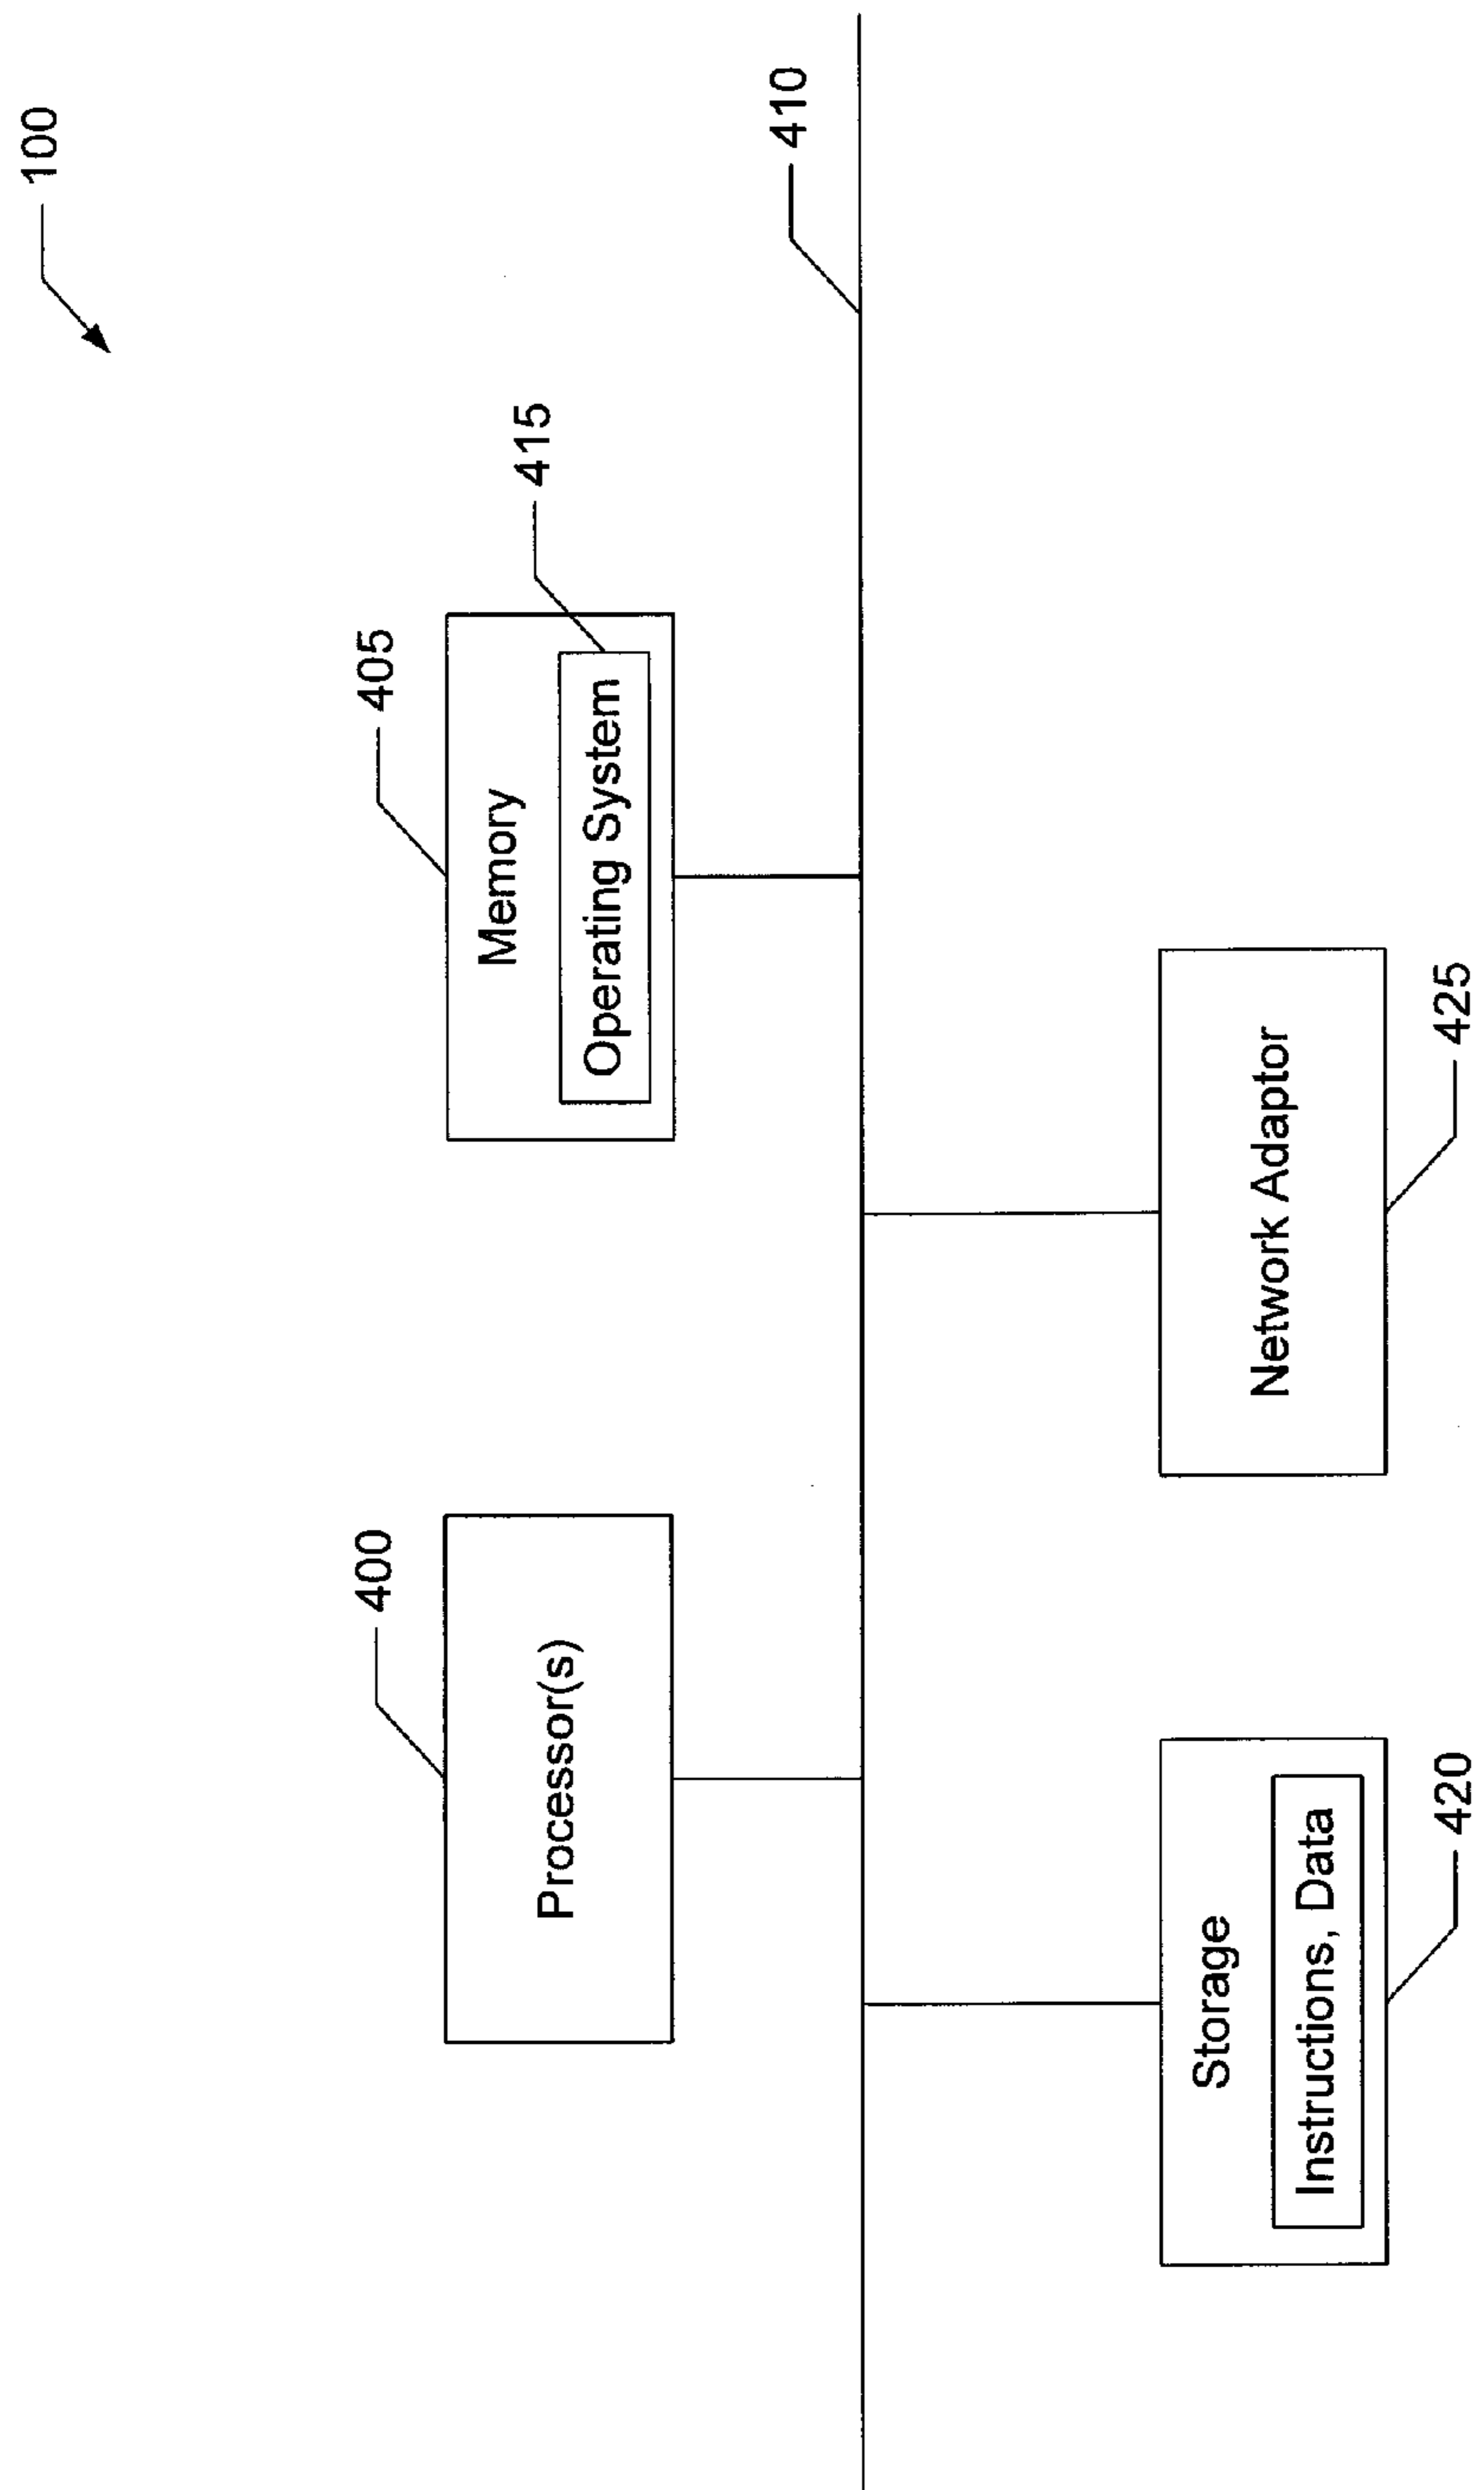 100
400
Processor(s)
405
Memory
Operating System
415
410
Storage
Instructions, Data
420
Network Adaptor
425